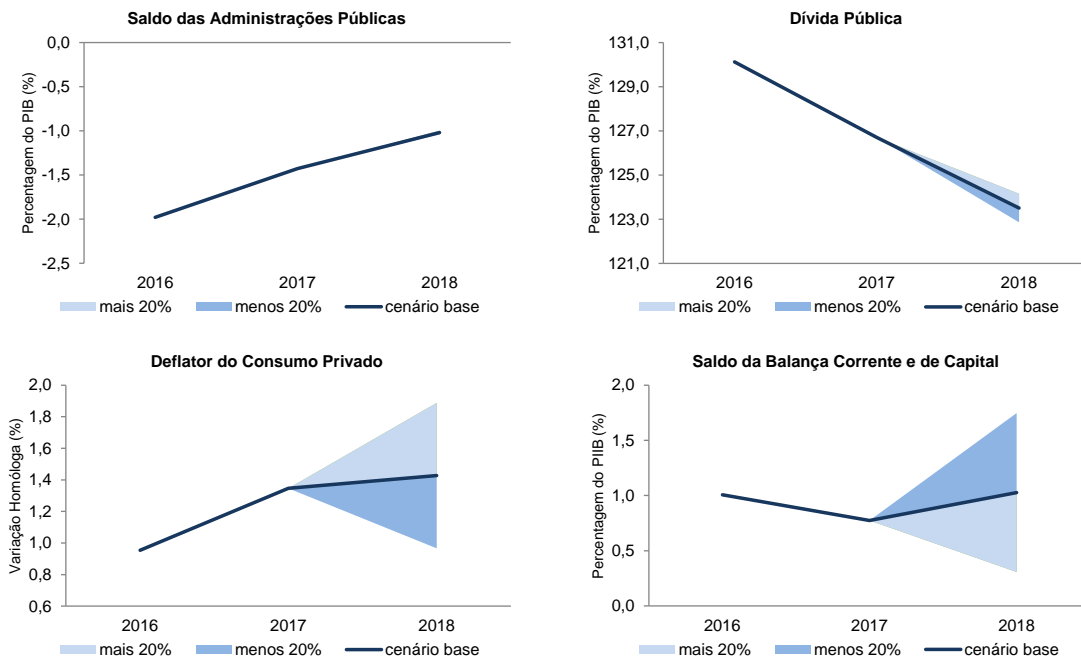 Saldo das Administrações Públicas
Percentagem do PIB (%)
0,0
-0,5
-1,0
-1,5
-2,0
-2,5
2016 2017 2018
mais 20% menos 20% cenário base
Dívida Pública
Percentagem do PIB (%)
131,0
129,0
127,0
125,0
123,0
121,0
2016 2017 2018
mais 20% menos 20% cenário base
Deflator do Consumo Privado
Variação Homóloga (%)
2,0
1,8
1,6
1,4
1,2
1,0
0,8
0,6
2016 2017 2018
mais 20% menos 20% cenário base
Saldo da Balança Corrente e de Capital
Percentagem do PIIB (%)
2,0
1,5
1,0
0,5
0,0
2016 2017 2018
mais 20% menos 20% cenário base